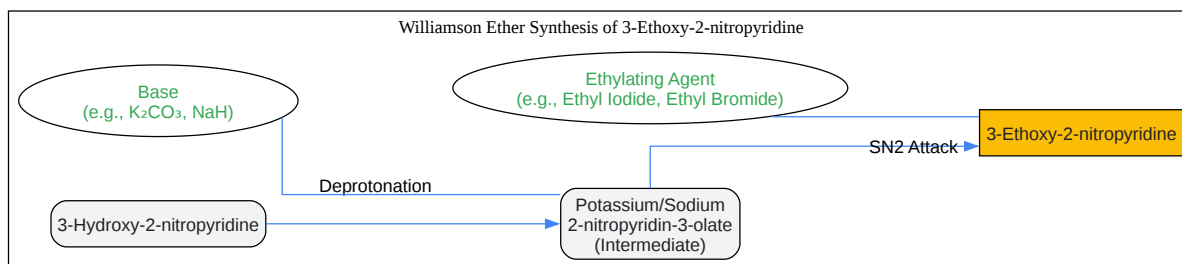 Williamson Ether Synthesis of 3-Ethoxy-2-nitropyridine
Base
(e.g., K₂CO₃, NaH)
Ethylating Agent
(e.g., Ethyl Iodide, Ethyl Bromide)
3-Ethoxy-2-nitropyridine
SN2 Attack
Deprotonation
3-Hydroxy-2-nitropyridine
Potassium/Sodium
2-nitropyridin-3-olate
(Intermediate)